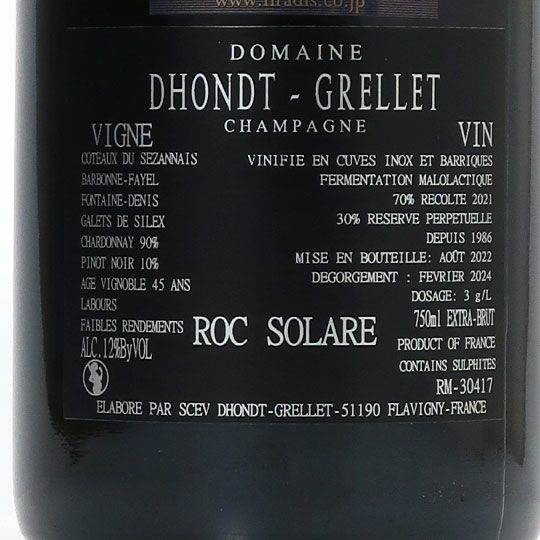 www.firadis.co.jp
DOMAINE
DHONDT - GRELLET
CHAMPAGNE
VIGNE
COTEAUX DU SEZANNAIS
BARBONNE-FAYEL
FONTAINE-DENIS
GALETS DE SILEX
CHARDONNAY 90%
PINOT NOIR 10%
AGE VIGNOBLE 45 ANS
LABOURS
FAIBLES RENDEMENTS
ALC.12%ByVOL
VIN
VINIFIE EN CUVES INOX ET BARRIQUES
FERMENTATION MALOLACTIQUE
70% RECOLTE 2021
30% RESERVE PERPETUELLE
DEPUIS 1986
MISE EN BOUTEILLE: AOÛT 2022
DEGORGEMENT : FEVRIER 2024
DOSAGE: 3 g/L
750ml EXTRA-BRUT
PRODUCT OF FRANCE
CONTAINS SULPHITES
RM-30417
ROC SOLARE
ELABORE PAR SCEV DHONDT-GRELLET-51190 FLAVIGNY-FRANCE